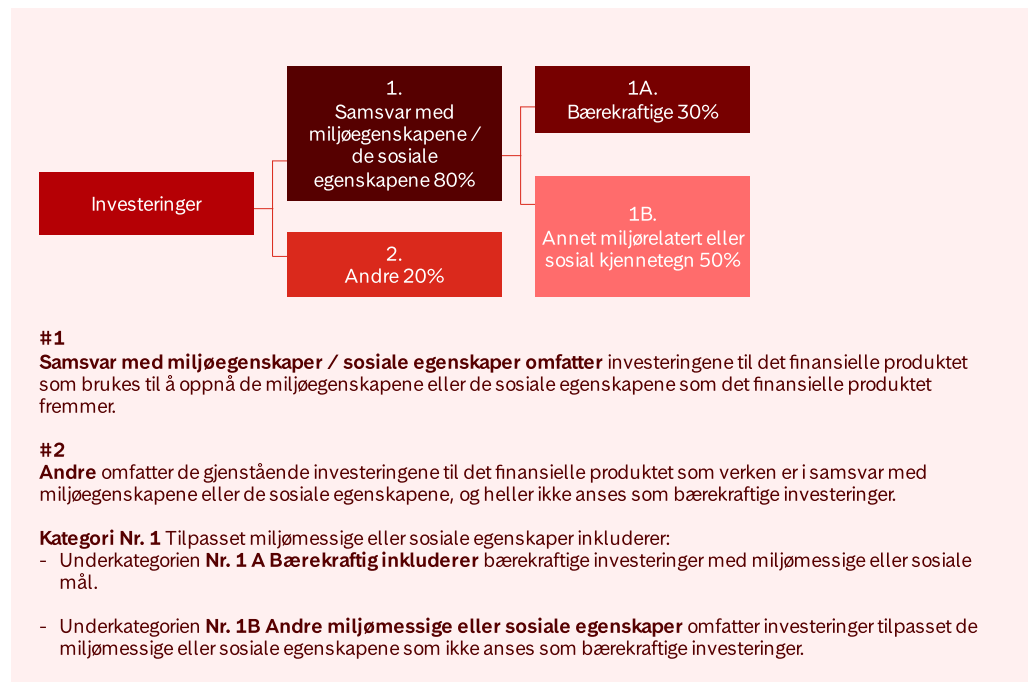 Investeringer
1.
Samsvar med
miljøegenskapene /
de sosiale
egenskapene 80%
2.
Andre 20%
1A.
Bærekraftige 30%
1B.
Annet miljørelatert eller
sosial kjennetegn 50%
#1
Samsvar med miljøegenskaper / sosiale egenskaper omfatter investeringene til det finansielle produktet
som brukes til å oppnå de miljøegenskapene eller de sosiale egenskapene som det finansielle produktet
fremmer.
#2
Andre omfatter de gjenstående investeringene til det finansielle produktet som verken er i samsvar med
miljøegenskapene eller de sosiale egenskapene, og heller ikke anses som bærekraftige investeringer.
Kategori Nr. 1 Tilpasset miljømessige eller sosiale egenskaper inkluderer:
- Underkategorien Nr. 1 A Bærekraftig inkluderer bærekraftige investeringer med miljømessige eller sosiale
mål.
- Underkategorien Nr. 1B Andre miljømessige eller sosiale egenskaper omfatter investeringer tilpasset de
miljømessige eller sosiale egenskapene som ikke anses som bærekraftige investeringer.